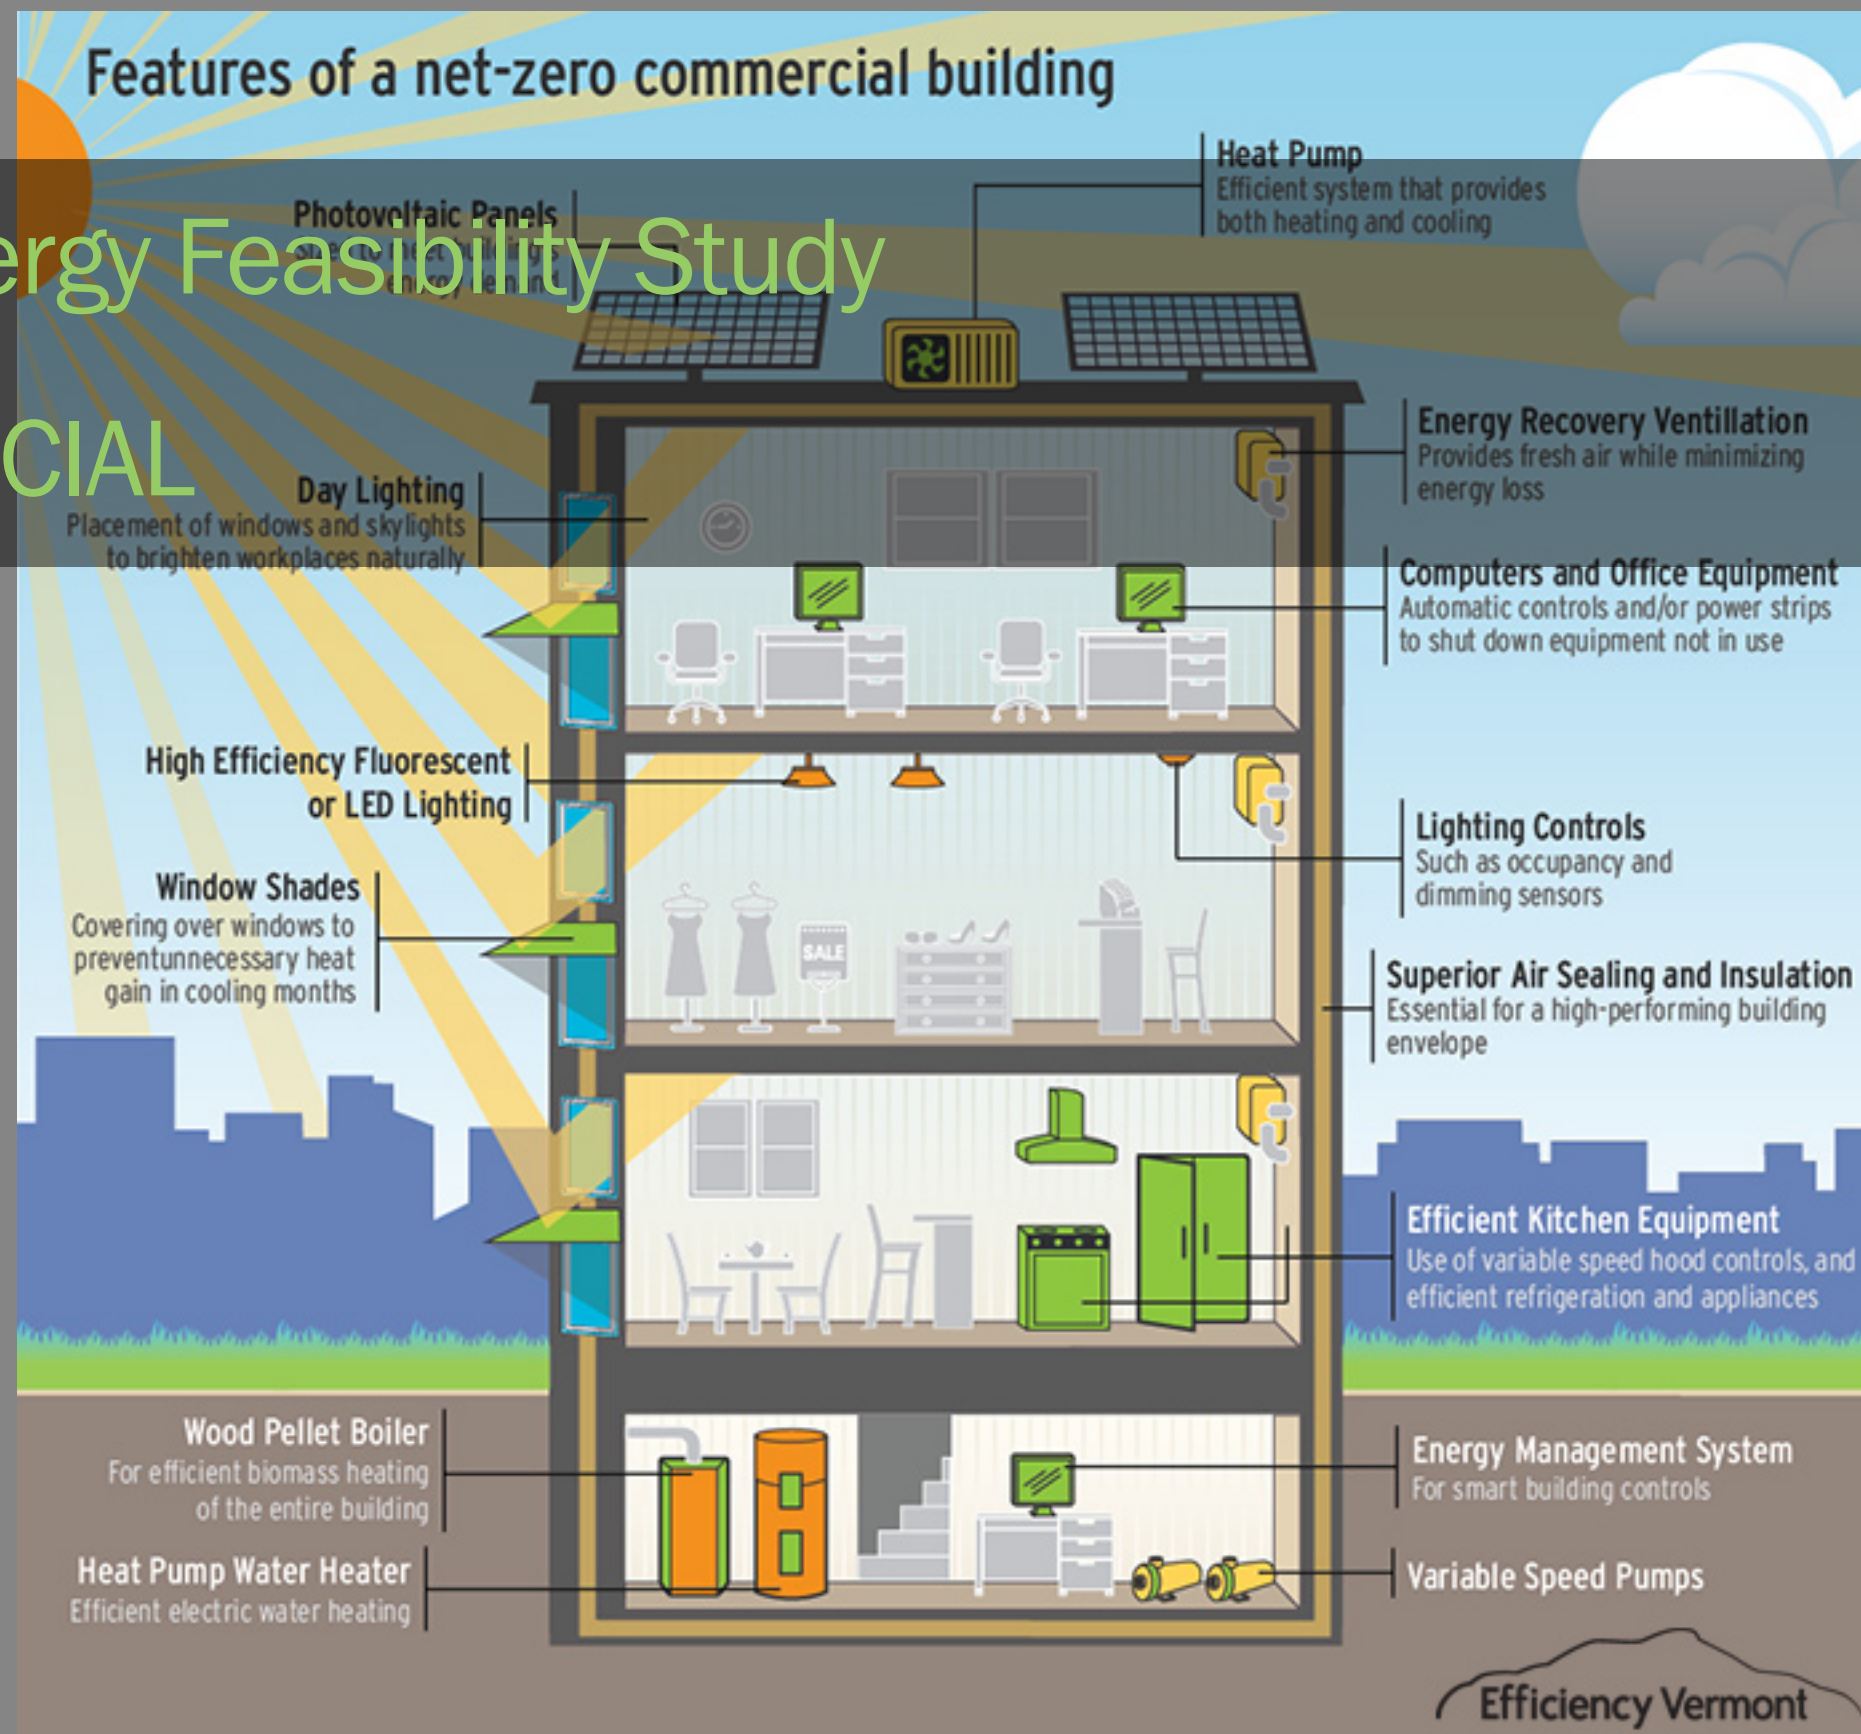 Features of a net-zero commercial building
Heat Pump
Efficient system that provides
both heating and cooling
Photovoltaic Panels
Sized to meet building's
energy demand
ergy Feasibility Study
CIAL
Energy Recovery Ventillation
Provides fresh air while minimizing
energy loss
Day Lighting
Placement of windows and skylights
to brighten workplaces naturally
Computers and Office Equipment
Automatic controls and/or power strips
to shut down equipment not in use
High Efficiency Fluorescent
or LED Lighting
Lighting Controls
Such as occupancy and
dimming sensors
Window Shades
Covering over windows to
preventunnecessary heat
gain in cooling months
SALE
Superior Air Sealing and Insulation
Essential for a high-performing building
envelope
Efficient Kitchen Equipment
Use of variable speed hood controls, and
efficient refrigeration and appliances
Wood Pellet Boiler
For efficient biomass heating
of the entire building
Energy Management System
For smart building controls
Heat Pump Water Heater
Efficient electric water heating
Variable Speed Pumps
Efficiency Vermont